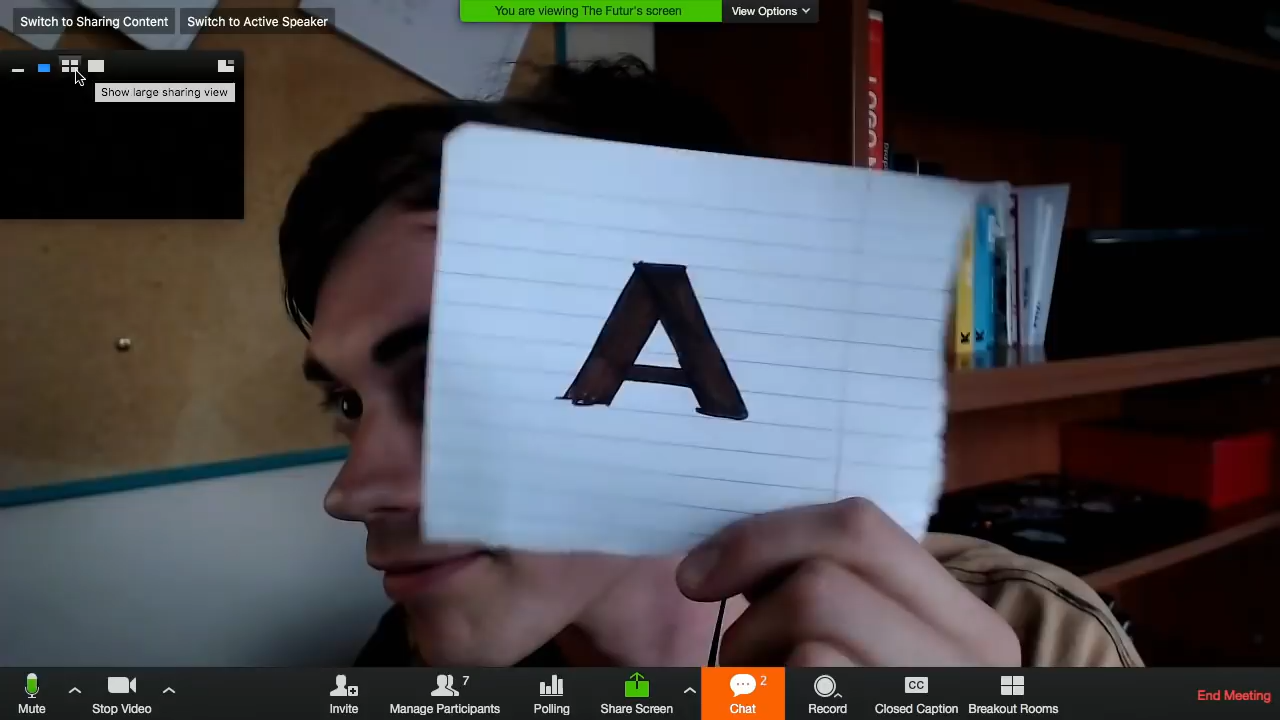 Switch to Sharing Content
Switch to Active Speaker
You are viewing The Futur's screen
View Options
Show large sharing view
LOGO
A
K
K
Mute
Stop Video
Invite
7
Manage Participants
Polling
Share Screen
2
Chat
Record
CC
Closed Caption
Breakout Rooms
End Meeting